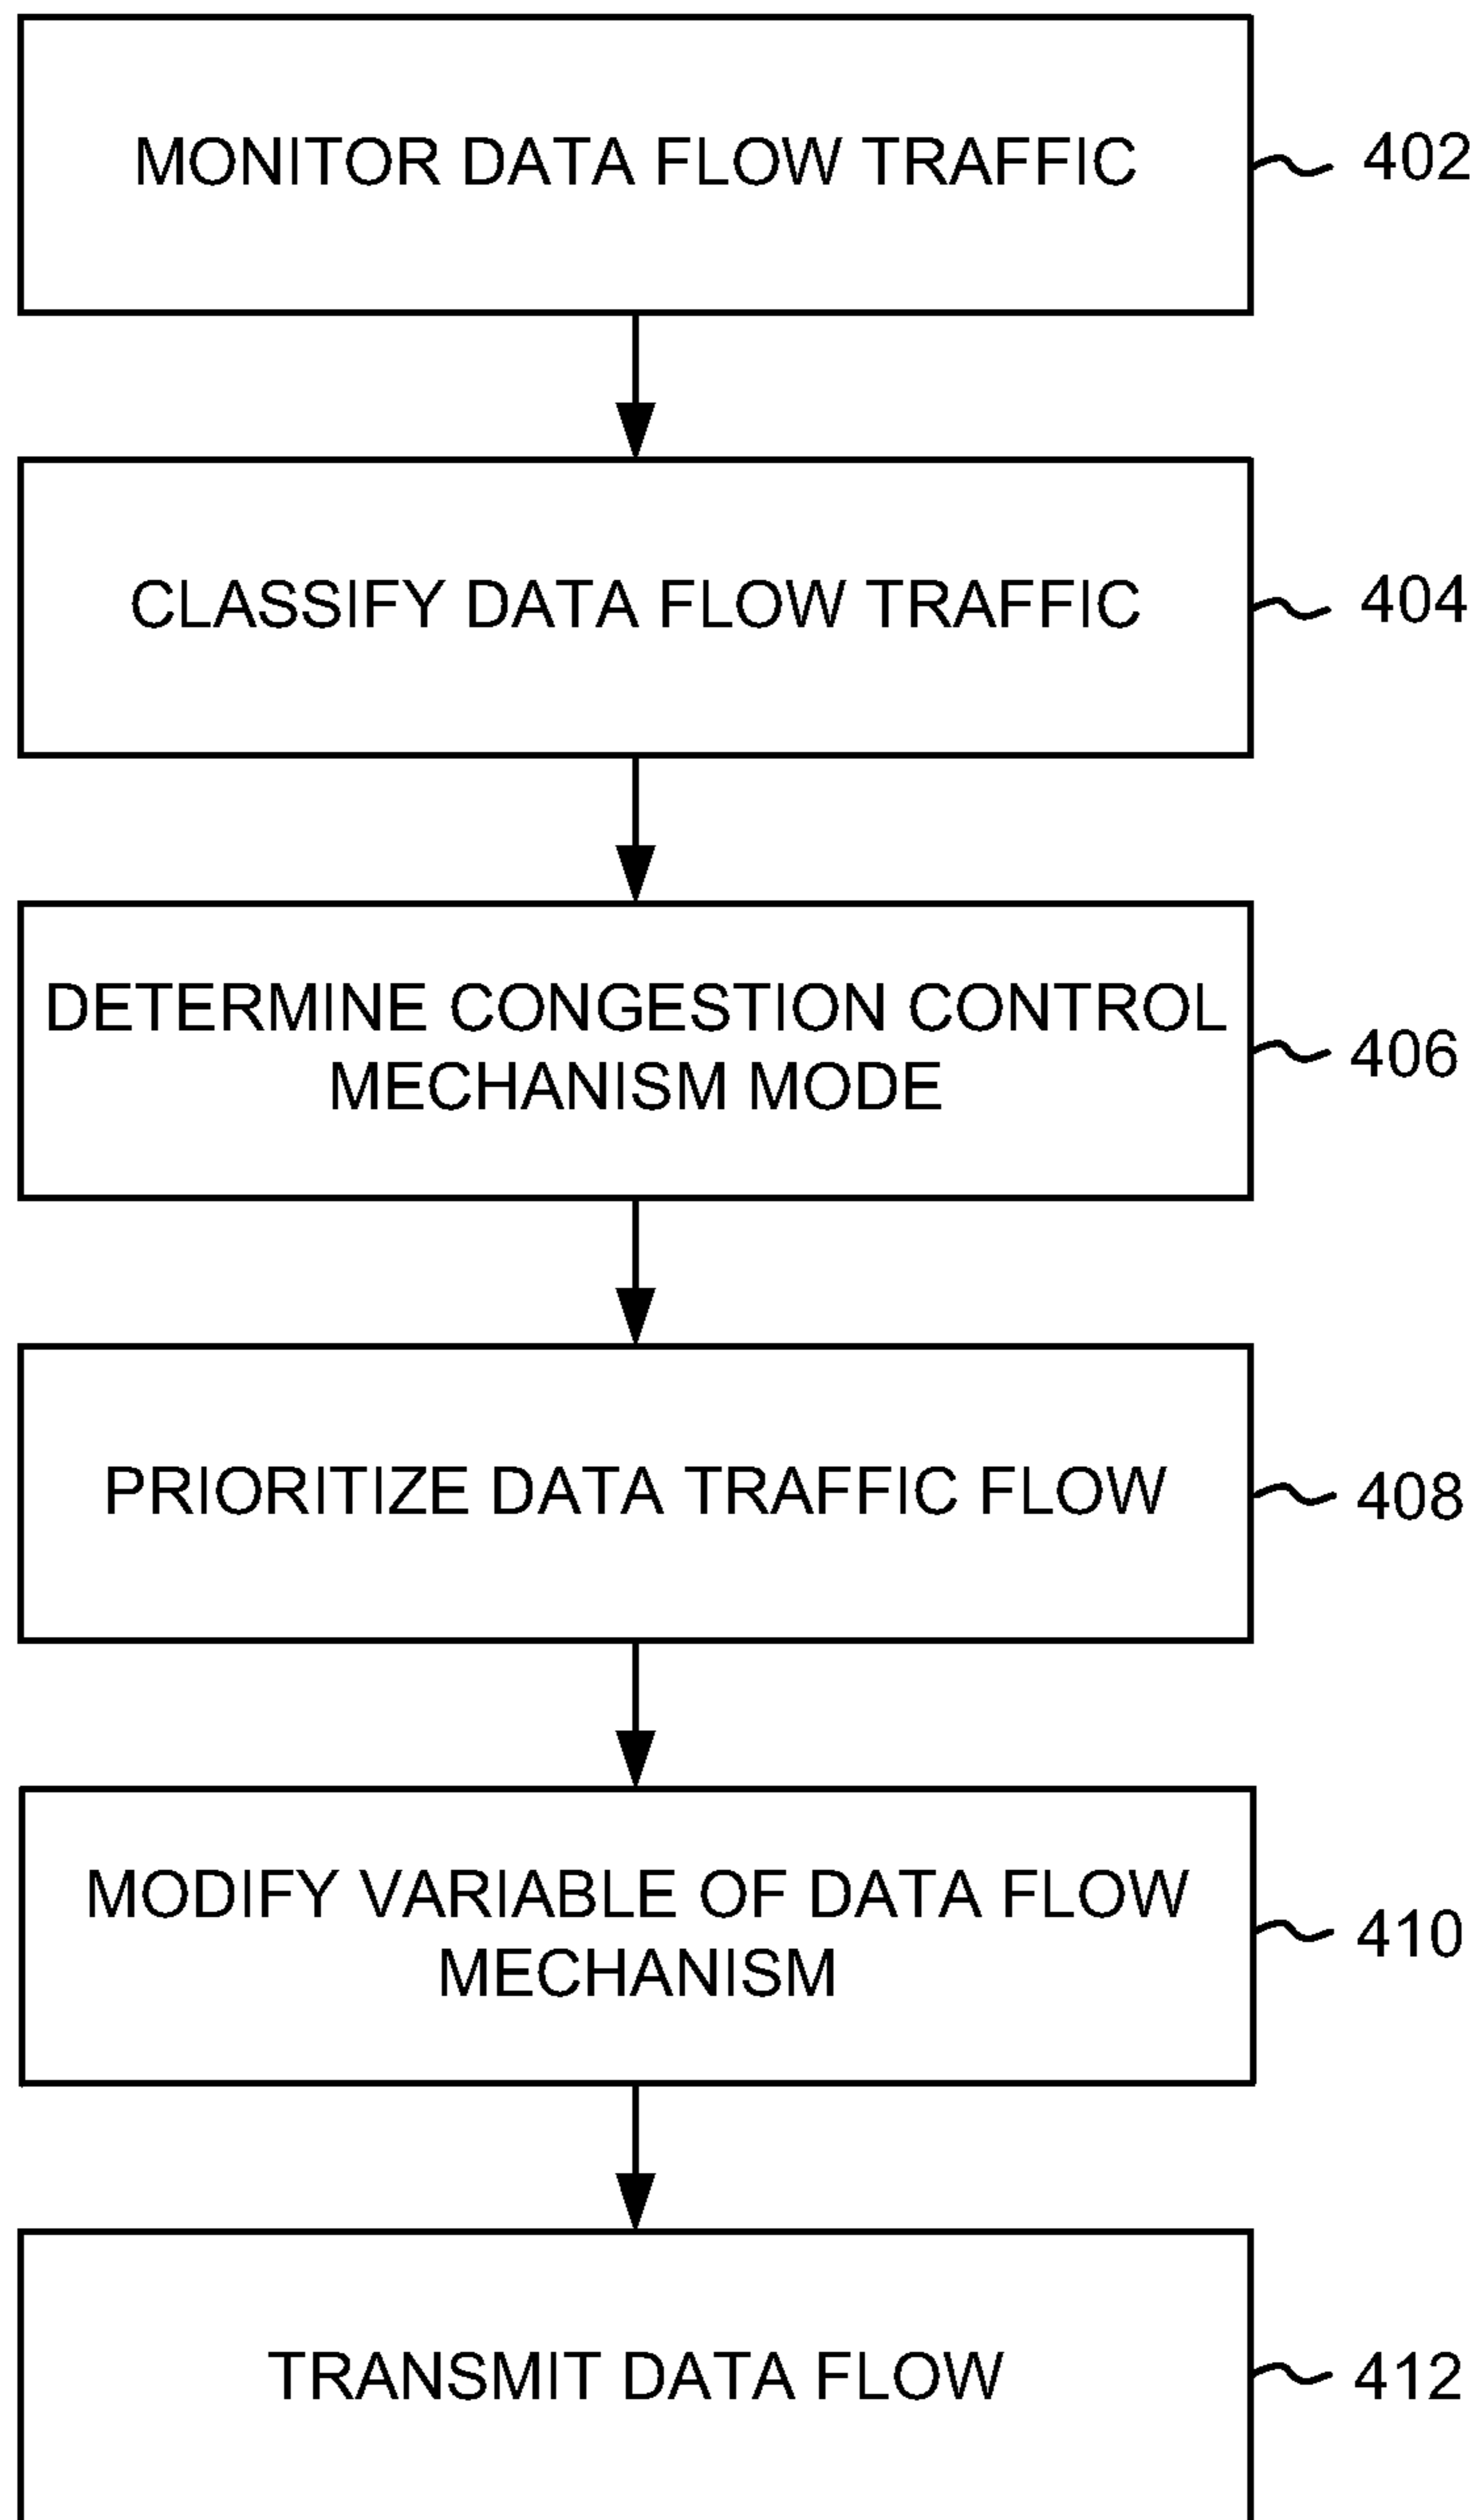 MONITOR DATA FLOW TRAFFIC
402
CLASSIFY DATA FLOW TRAFFIC
404
DETERMINE CONGESTION CONTROL
MECHANISM MODE
406
PRIORITIZE DATA TRAFFIC FLOW
408
MODIFY VARIABLE OF DATA FLOW
MECHANISM
410
TRANSMIT DATA FLOW
412